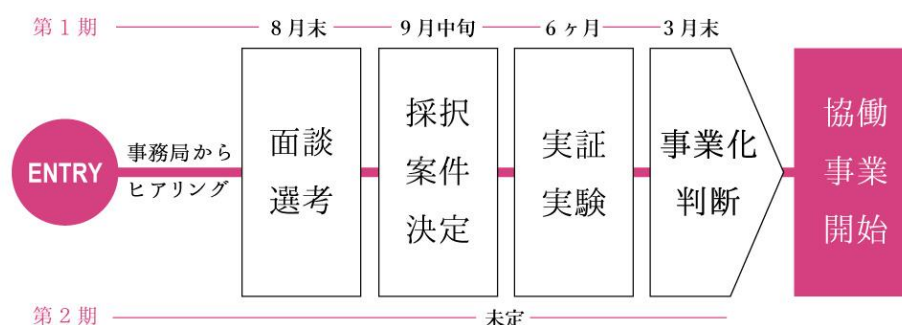 第1期
8月末
9月中旬
6ヶ月
3月末
ENTRY
事務局から
ヒアリング
面談
選考
採択
案件
決定
実証
実験
事業化
判断
協働
事業
開始
第2期
未定